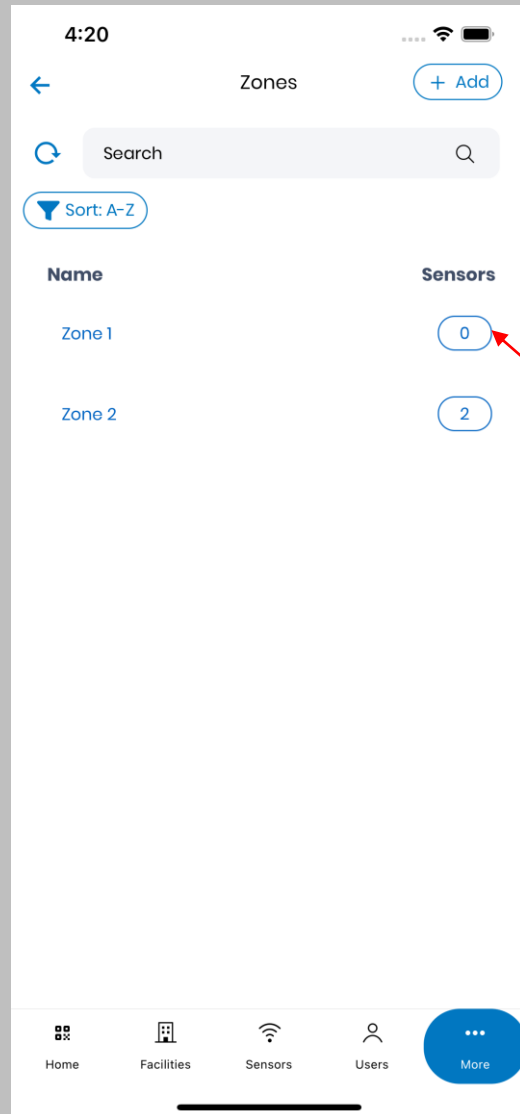 4:20
Zones
+ Add
Search
Sort: A-Z
Name Sensors
Zone 1 0
Zone 2 2
Home Facilities Sensors Users More